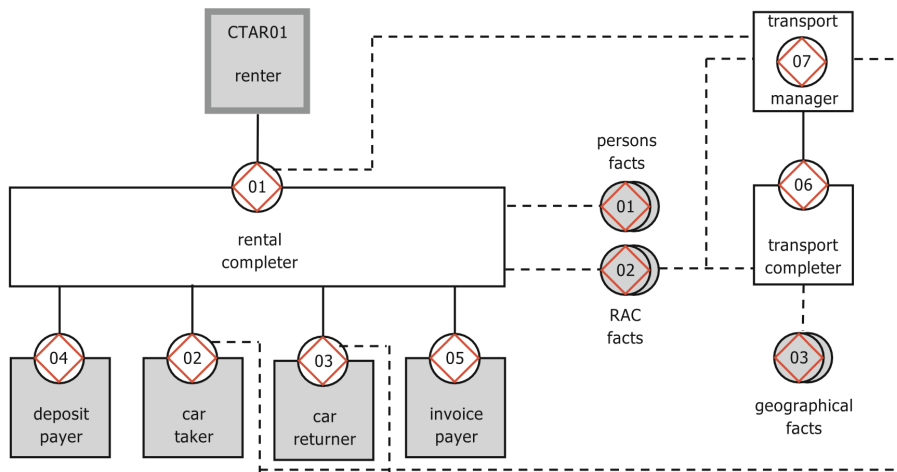 CTAR01
renter
transport
07
manager
persons
facts
01
01
06
rental
completer
02
transport
completer
RAC
facts
04
02
03
05
03
deposit
payer
car
taker
car
returner
invoice
payer
geographical
facts